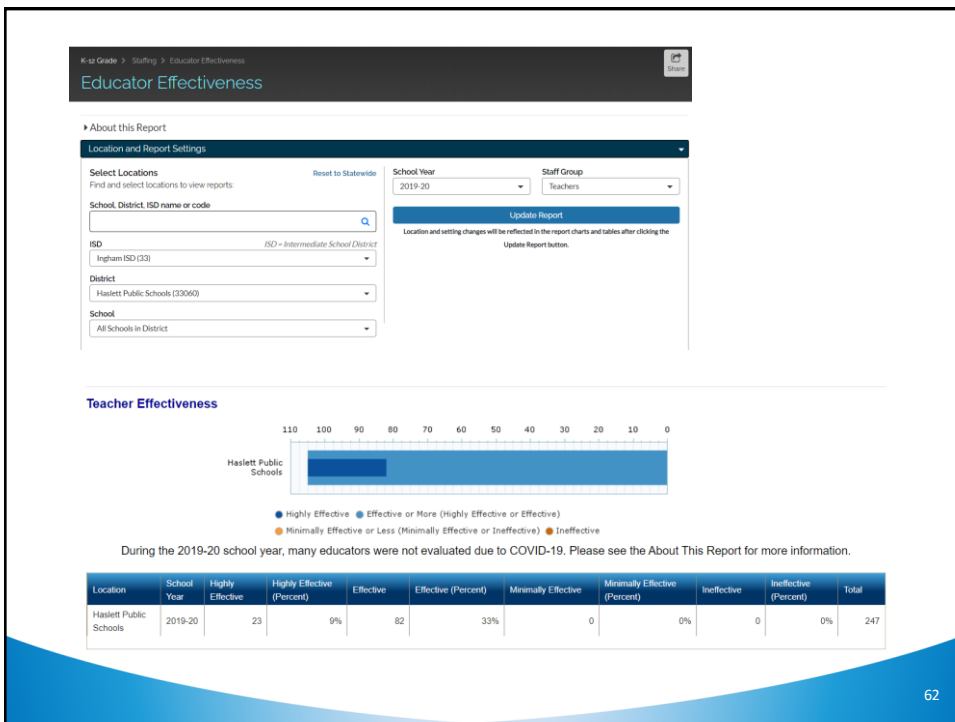 K-12 Grade > Staffing > Educator Effectiveness
Share
Educator Effectiveness
About this Report
Location and Report Settings
Select Locations
Reset to Statewide
Find and select locations to view reports:
School, District, ISD name or code
ISD
ISD = Intermediate School District
Ingham ISD (33)
District
Haslett Public Schools (33060)
School
All Schools in District
School Year
Staff Group
2019-20
Teachers
Update Report
Location and setting changes will be reflected in the report charts and tables after clicking the
Update Report button.
Teacher Effectiveness
110 100 90 80 70 60 50 40 30 20 10 0
Haslett Public
Schools
Highly Effective Effective or More (Highly Effective or Effective)
Minimally Effective or Less (Minimally Effective or Ineffective) Ineffective
During the 2019-20 school year, many educators were not evaluated due to COVID-19. Please see the About This Report for more information.
Location School Year Highly Effective Highly Effective (Percent) Effective Effective (Percent) Minimally Effective Minimally Effective (Percent) Ineffective Ineffective (Percent) Total
Haslett Public Schools 2019-20 23 9% 82 33% 0 0% 0 0% 247
62